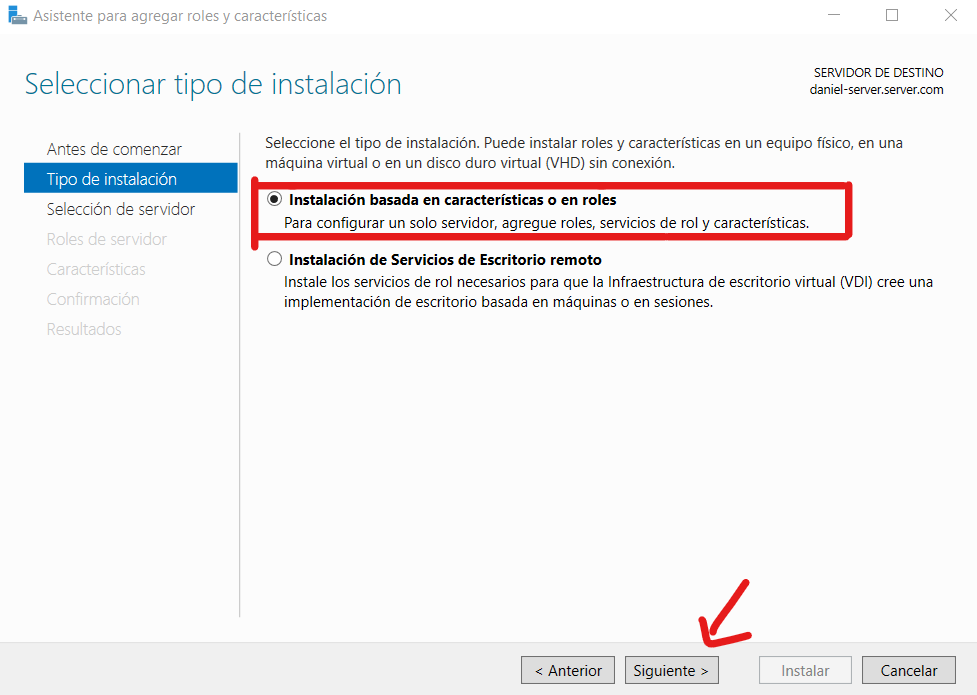 Asistente para agregar roles y características
Seleccionar tipo de instalación
SERVIDOR DE DESTINO
daniel-server.server.com
Antes de comenzar
Tipo de instalación
Selección de servidor
Roles de servidor
Características
Confirmación
Resultados
Seleccione el tipo de instalación. Puede instalar roles y características en un equipo físico, en una
máquina virtual o en un disco duro virtual (VHD) sin conexión.
Instalación basada en características o en roles
Para configurar un solo servidor, agregue roles, servicios de rol y características.
Instalación de Servicios de Escritorio remoto
Instale los servicios de rol necesarios para que la Infraestructura de escritorio virtual (VDI) cree una
implementación de escritorio basada en máquinas o en sesiones.
< Anterior
Siguiente >
Instalar
Cancelar